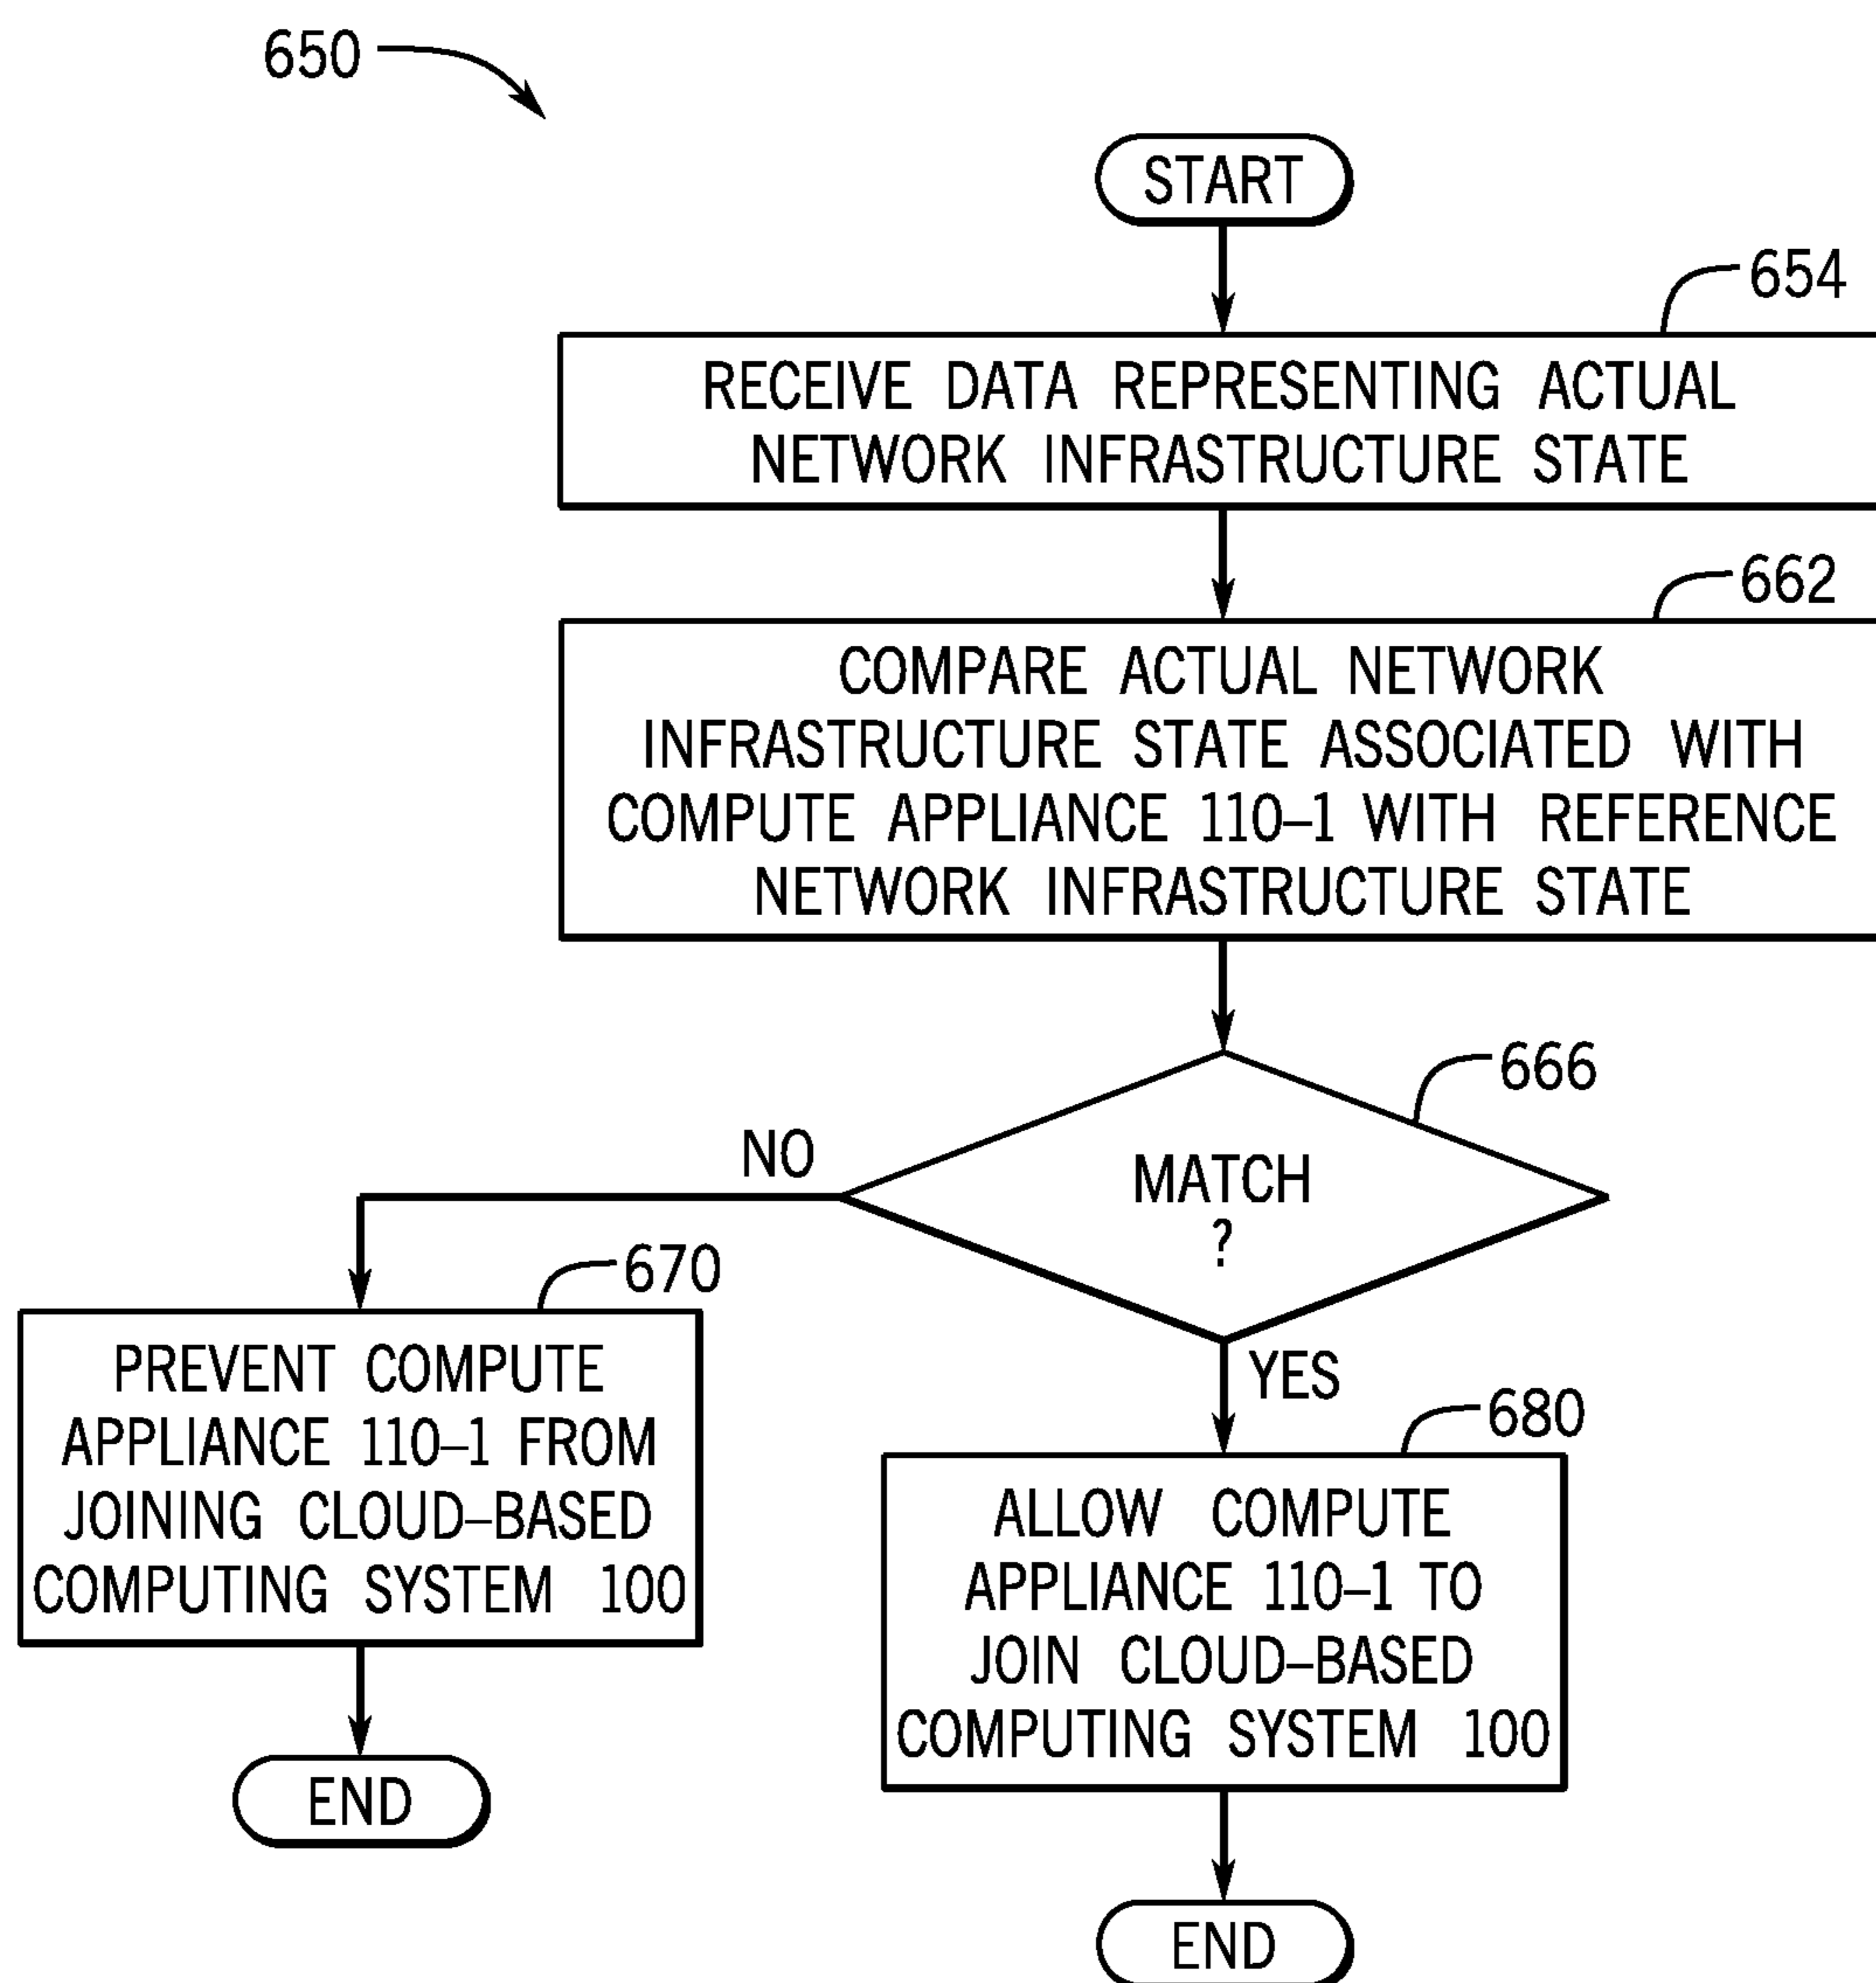 650
START
654
RECEIVE DATA REPRESENTING ACTUAL
NETWORK INFRASTRUCTURE STATE
662
COMPARE ACTUAL NETWORK
INFRASTRUCTURE STATE ASSOCIATED WITH
COMPUTE APPLIANCE 110–1 WITH REFERENCE
NETWORK INFRASTRUCTURE STATE
666
NO
MATCH
?
670
PREVENT COMPUTE
APPLIANCE 110–1 FROM
JOINING CLOUD–BASED
COMPUTING SYSTEM 100
END
YES
680
ALLOW COMPUTE
APPLIANCE 110–1 TO
JOIN CLOUD–BASED
COMPUTING SYSTEM 100
END